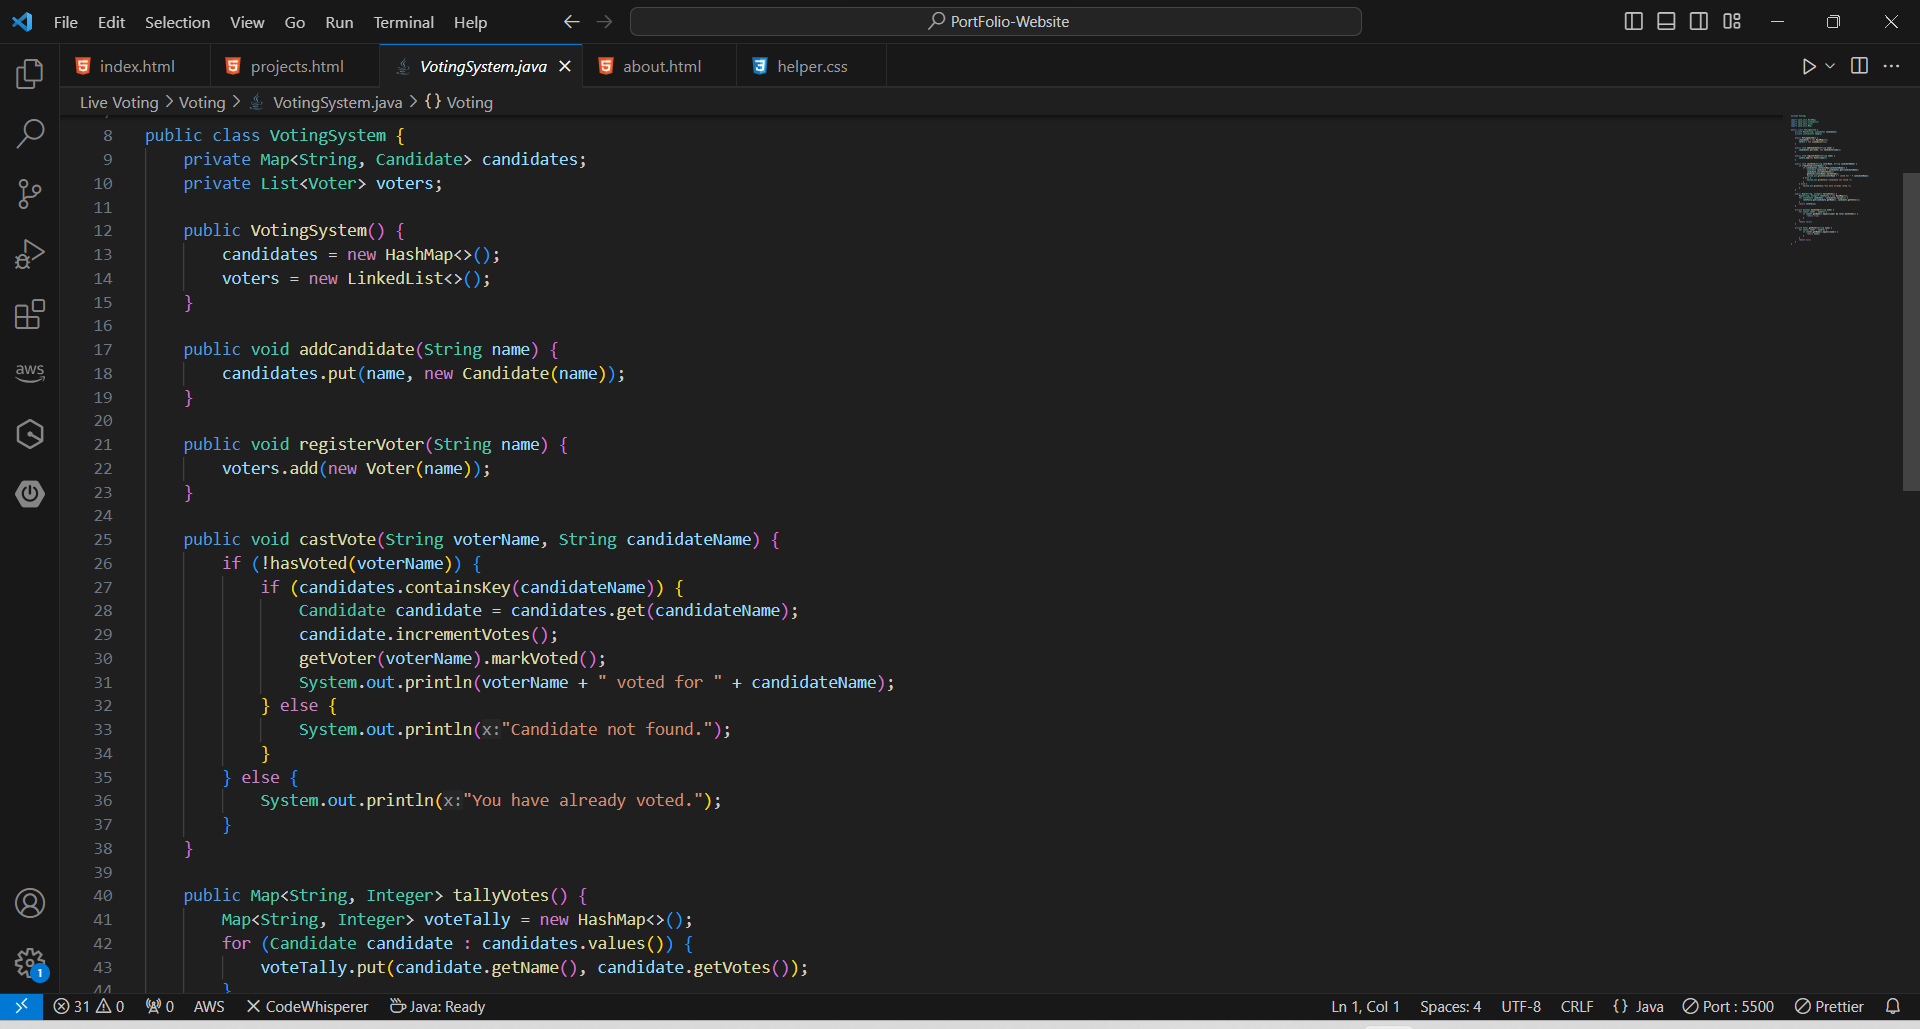 File Edit Selection View Go Run Terminal Help PortFolio-Website
index.html projects.html VotingSystem.java about.html helper.css
Live Voting > Voting > VotingSystem.java > {} Voting
8 public class VotingSystem {
9 private Map<String, Candidate> candidates;
10 private List<Voter> voters;
11
12 public VotingSystem() {
13 candidates = new HashMap<>();
14 voters = new LinkedList<>();
15 }
16
17 public void addCandidate(String name) {
18 candidates.put(name, new Candidate(name));
19 }
20
21 public void registerVoter(String name) {
22 voters.add(new Voter(name));
23 }
24
25 public void castVote(String voterName, String candidateName) {
26 if (!hasVoted(voterName)) {
27 if (candidates.containsKey(candidateName)) {
28 Candidate candidate = candidates.get(candidateName);
29 candidate.incrementVotes();
30 getVoter(voterName).markVoted();
31 System.out.println(voterName + " voted for " + candidateName);
32 } else {
33 System.out.println(x:"Candidate not found.");
34 }
35 } else {
36 System.out.println(x:"You have already voted.");
37 }
38 }
39
40 public Map<String, Integer> tallyVotes() {
41 Map<String, Integer> voteTally = new HashMap<>();
42 for (Candidate candidate : candidates.values()) {
43 voteTally.put(candidate.getName(), candidate.getVotes());
44 }
aws
1
31 0 0 AWS CodeWhisperer Java: Ready Ln 1, Col 1 Spaces: 4 UTF-8 CRLF {} Java Port : 5500 Prettier